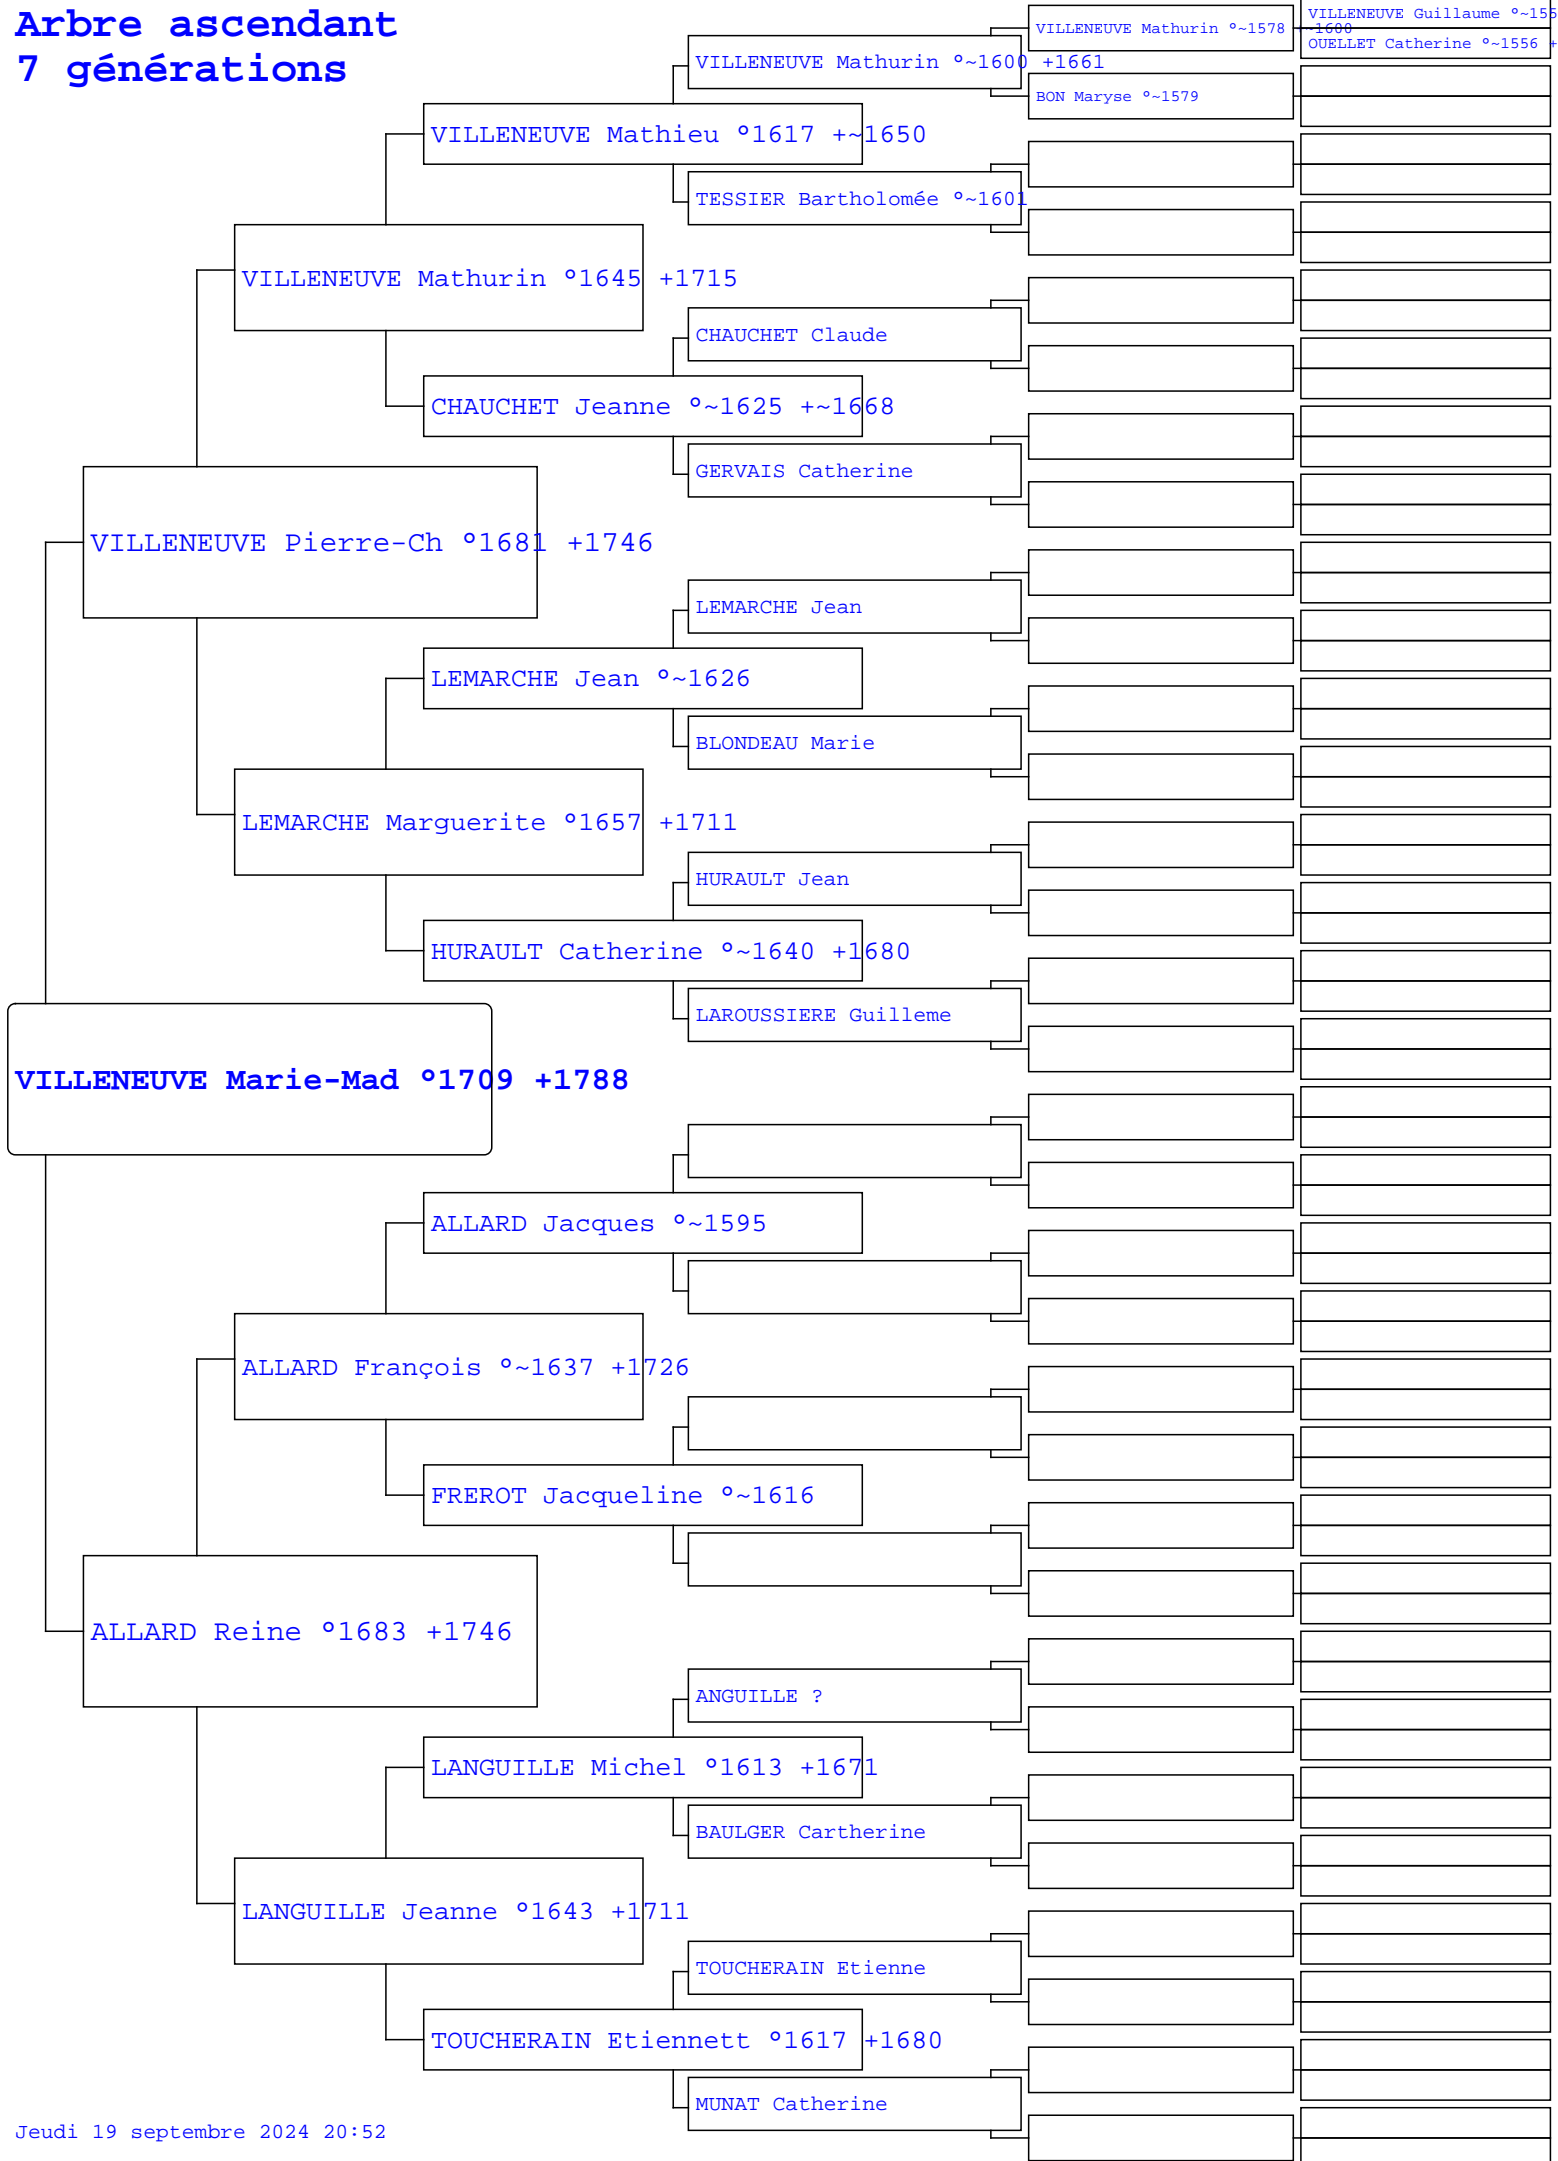 Arbre ascendant
7 générations
VILLENEUVE Guillaume °~155
VILLENEUVE Mathurin °~1578 +~1600
OUELLET Catherine °~1556 +
VILLENEUVE Mathurin °~1600 +1661
BON Maryse °~1579
VILLENEUVE Mathieu °1617 +~1650
TESSIER Bartholomée °~1601
VILLENEUVE Mathurin °1645 +1715
CHAUCHET Claude
CHAUCHET Jeanne °~1625 +~1668
GERVAIS Catherine
VILLENEUVE Pierre-Ch °1681 +1746
LEMARCHE Jean
LEMARCHE Jean °~1626
BLONDEAU Marie
LEMARCHE Marguerite °1657 +1711
HURAULT Jean
HURAULT Catherine °~1640 +1680
LAROUSSIERE Guilleme
VILLENEUVE Marie-Mad °1709 +1788
ALLARD Jacques °~1595
ALLARD François °~1637 +1726
FREROT Jacqueline °~1616
ALLARD Reine °1683 +1746
ANGUILLE ?
LANGUILLE Michel °1613 +1671
BAULGER Cartherine
LANGUILLE Jeanne °1643 +1711
TOUCHERAIN Etienne
TOUCHERAIN Etiennett °1617 +1680
MUNAT Catherine
Jeudi 19 septembre 2024 20:52